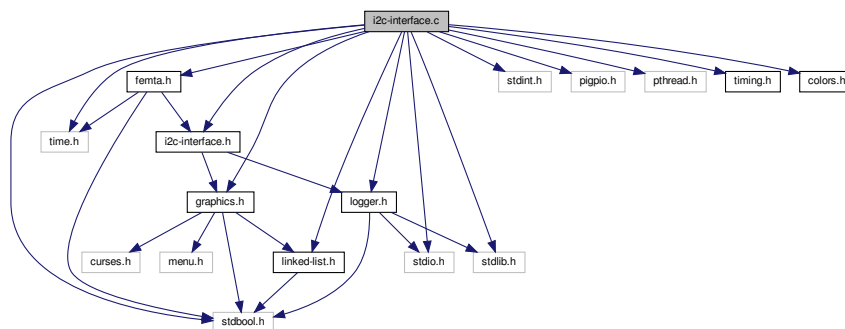 i2c-interface.c
femta.h
stdint.h
pigpio.h
pthread.h
timing.h
colors.h
time.h
i2c-interface.h
graphics.h
logger.h
curses.h
menu.h
linked-list.h
stdio.h
stdlib.h
stdbool.h